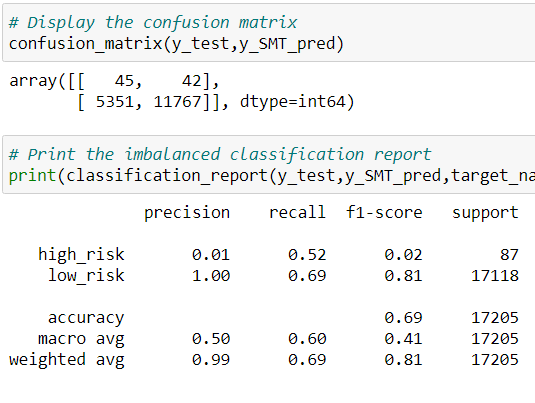 # Display the confusion matrix
confusion_matrix(y_test,y_SMT_pred)
array([[   45,    42],
       [ 5351, 11767]], dtype=int64)
# Print the imbalanced classification report
print(classification_report(y_test,y_SMT_pred,target_na
              precision    recall  f1-score   support
   high_risk       0.01      0.52      0.02        87
    low_risk       1.00      0.69      0.81     17118
    accuracy                           0.69     17205
   macro avg       0.50      0.60      0.41     17205
weighted avg       0.99      0.69      0.81     17205